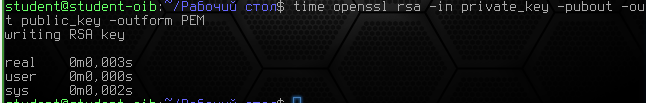 student@student-oib:~/Рабочий стол$ time openssl rsa -in private_key -pubout -ou
t public_key -outform PEM
writing RSA key
real 0m0,003s
user 0m0,000s
sys 0m0,002s
student@student-oib:~/Рабочий стол$